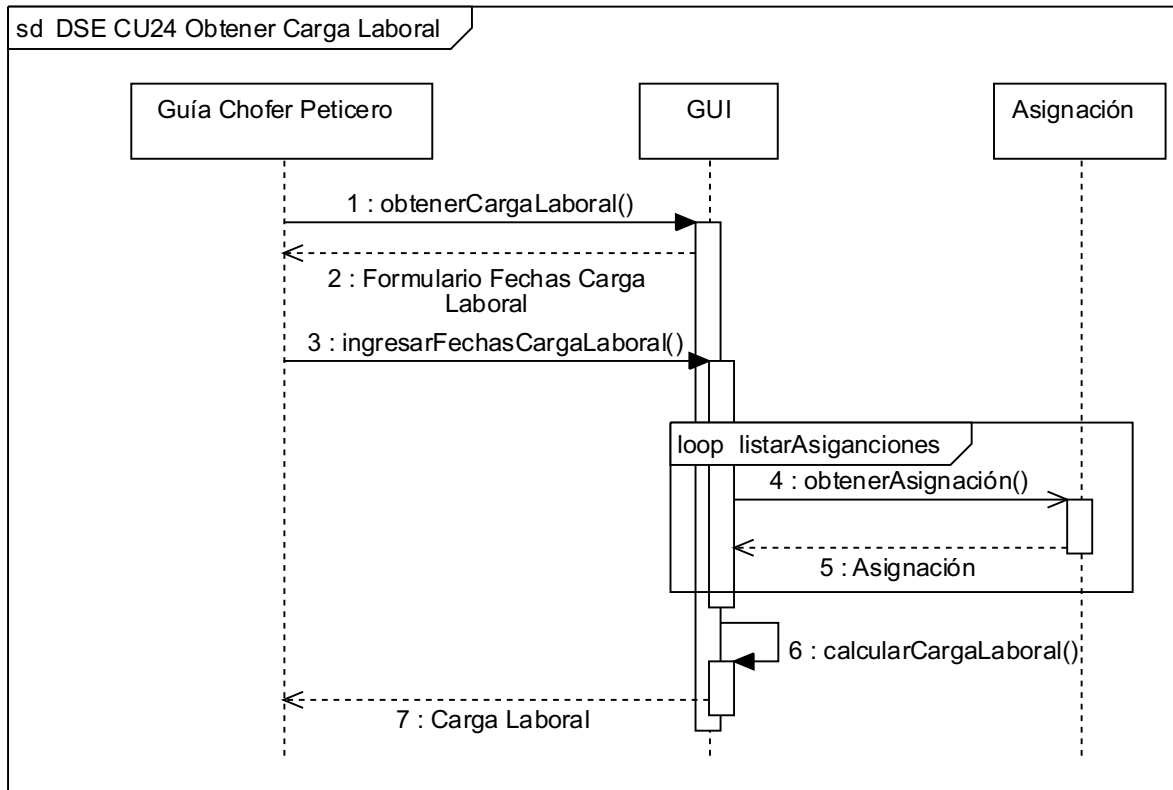 sd DSE CU24 Obtener Carga Laboral
Guía Chofer Peticero
GUI
Asignación
1 : obtenerCargaLaboral()
2 : Formulario Fechas Carga
Laboral
3 : ingresarFechasCargaLaboral()
loop listarAsiganciones
4 : obtenerAsignación()
5 : Asignación
6 : calcularCargaLaboral()
7 : Carga Laboral